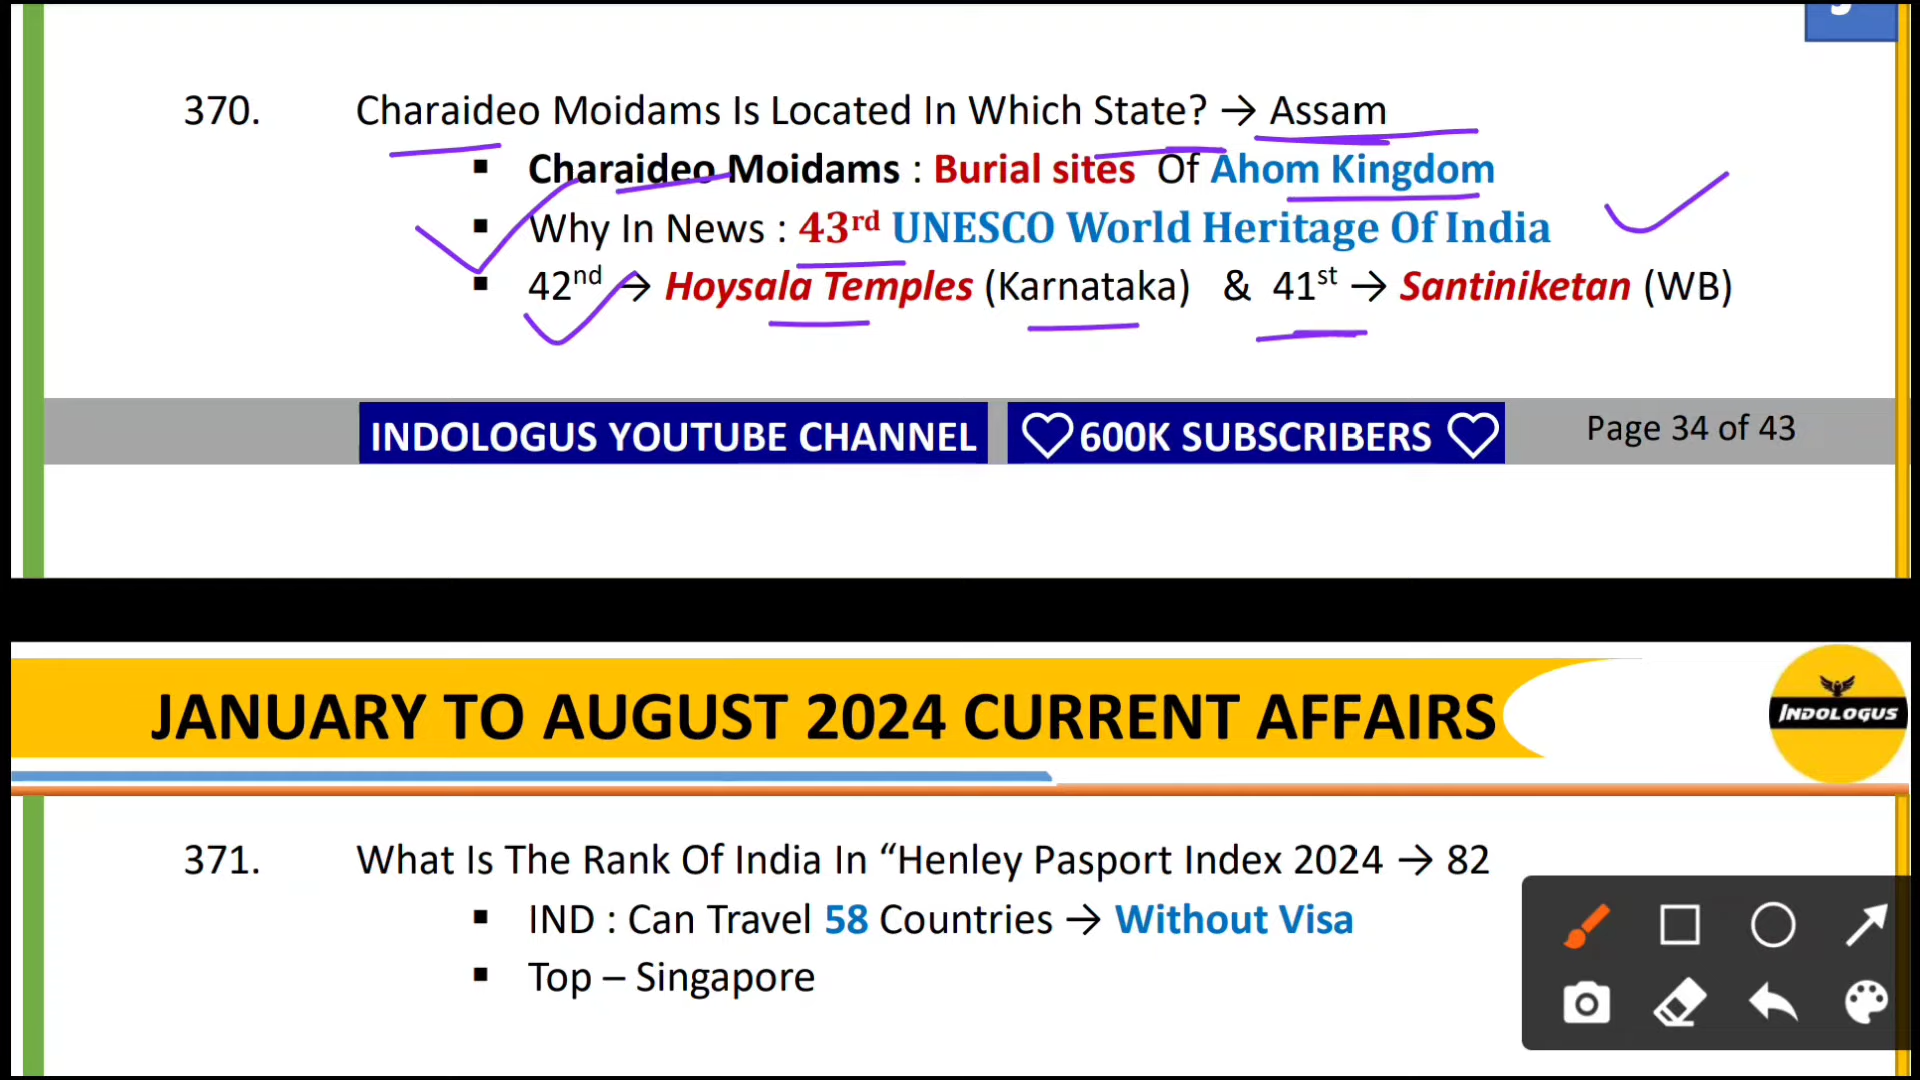 370. Charaideo Moidams Is Located In Which State? → Assam
▪ Charaideo Moidams : Burial sites Of Ahom Kingdom
▪ Why In News : 43rd UNESCO World Heritage Of India
▪ 42nd → Hoysala Temples (Karnataka) & 41st → Santiniketan (WB)
INDOLOGUS YOUTUBE CHANNEL ♡ 600K SUBSCRIBERS ♡ Page 34 of 43
JANUARY TO AUGUST 2024 CURRENT AFFAIRS
INDOLOGUS
371. What Is The Rank Of India In “Henley Pasport Index 2024 → 82
▪ IND : Can Travel 58 Countries → Without Visa
▪ Top – Singapore